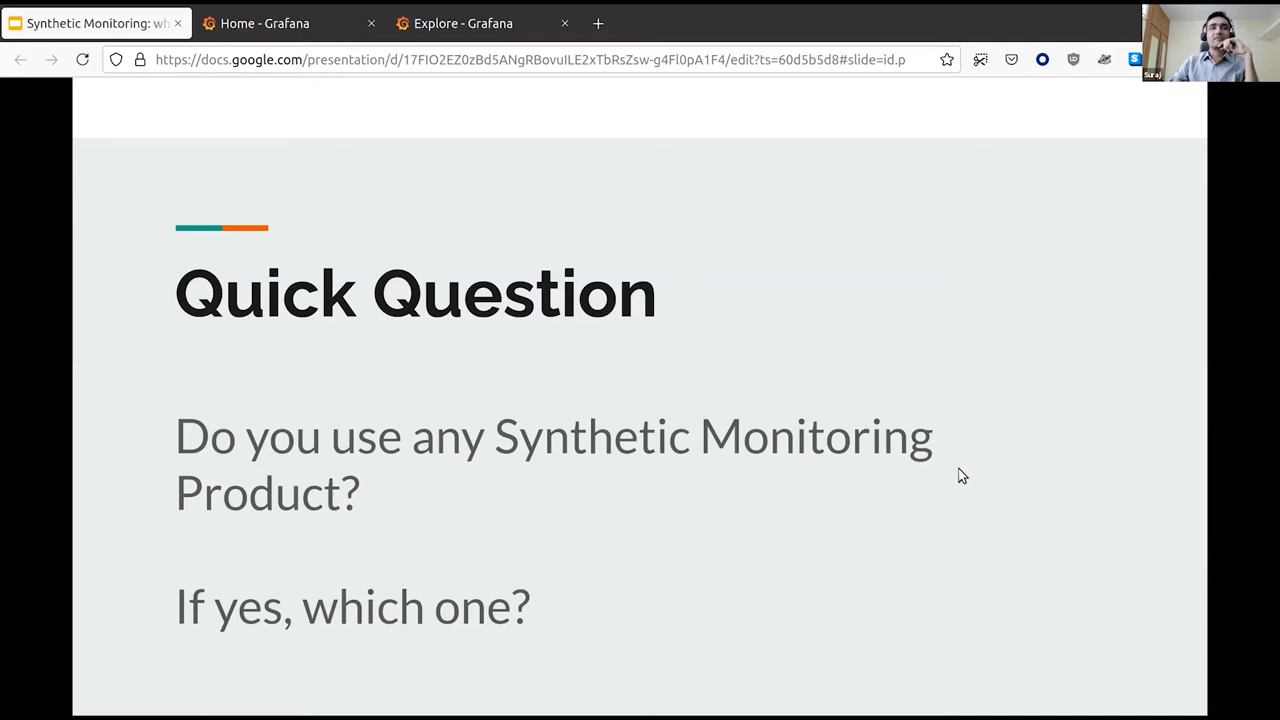 Synthetic Monitoring: wh
Home - Grafana
Explore - Grafana
https://docs.google.com/presentation/d/17FIO2EZ0zBd5ANgRBovuILE2xTbRsZsw-g4Fl0pA1F4/edit?ts=60d5b5d8#slide=id.p
Suraj
Quick Question
Do you use any Synthetic Monitoring
Product?
If yes, which one?